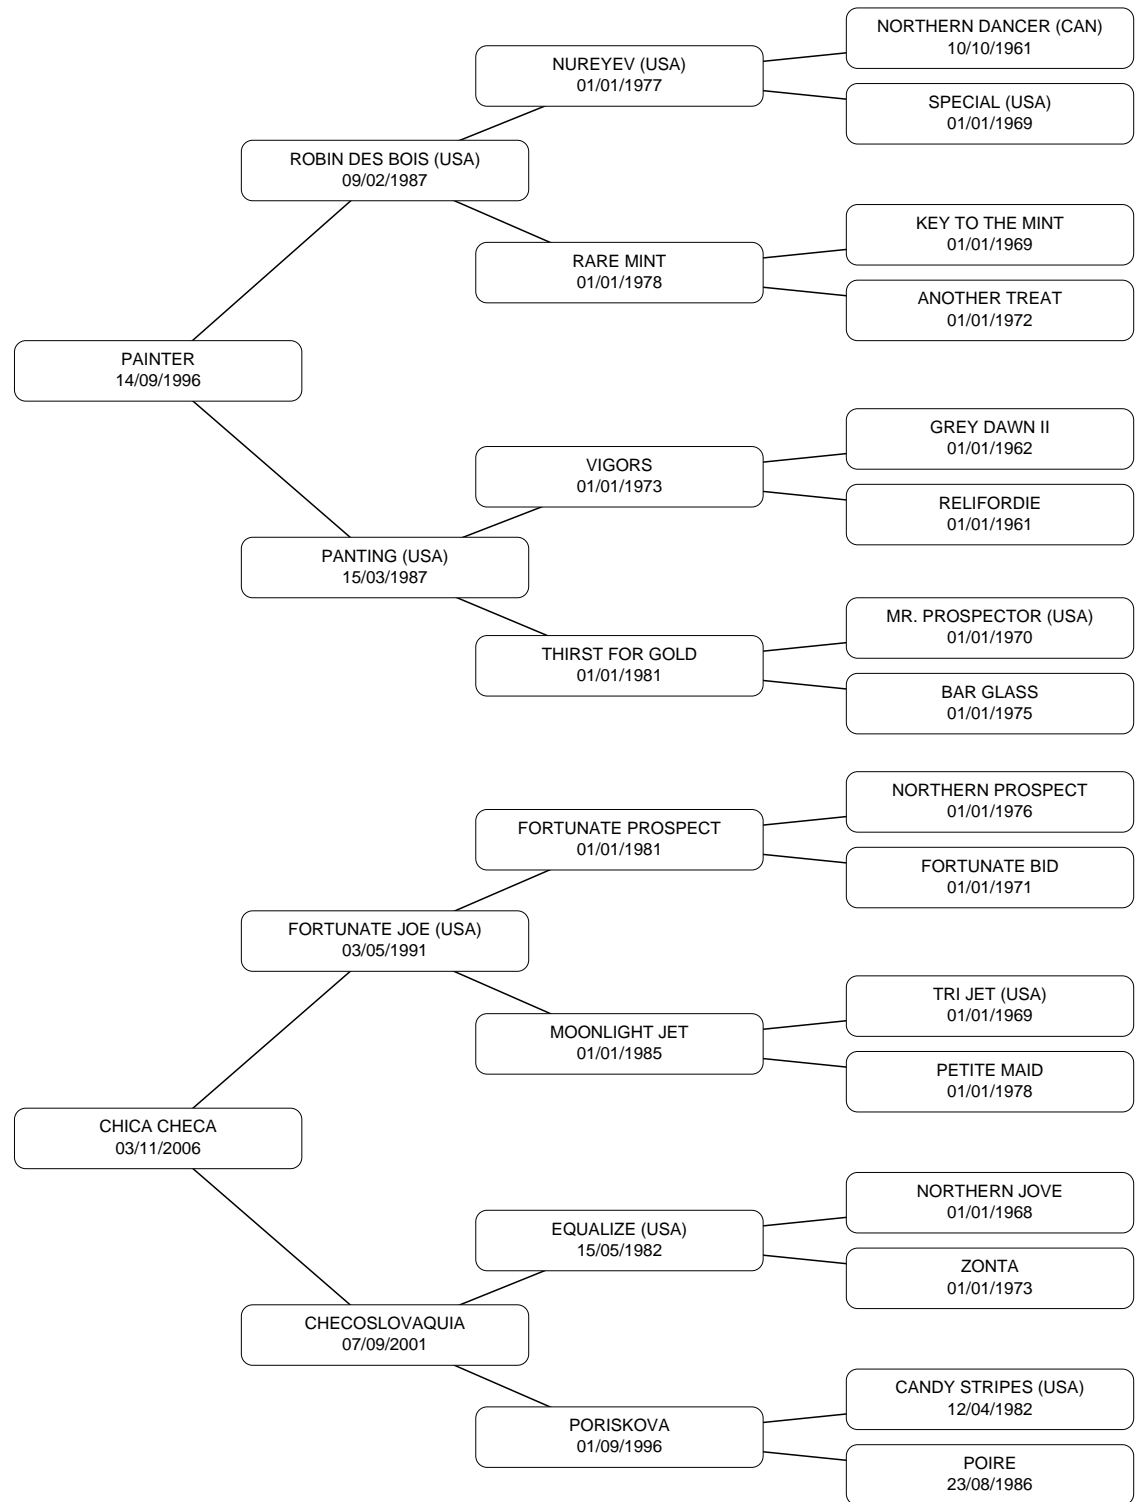 NORTHERN DANCER (CAN)
10/10/1961
NUREYEV (USA)
01/01/1977
SPECIAL (USA)
01/01/1969
ROBIN DES BOIS (USA)
09/02/1987
KEY TO THE MINT
01/01/1969
RARE MINT
01/01/1978
ANOTHER TREAT
01/01/1972
PAINTER
14/09/1996
GREY DAWN II
01/01/1962
VIGORS
01/01/1973
RELIFORDIE
01/01/1961
PANTING (USA)
15/03/1987
MR. PROSPECTOR (USA)
01/01/1970
THIRST FOR GOLD
01/01/1981
BAR GLASS
01/01/1975
NORTHERN PROSPECT
01/01/1976
FORTUNATE PROSPECT
01/01/1981
FORTUNATE BID
01/01/1971
FORTUNATE JOE (USA)
03/05/1991
TRI JET (USA)
01/01/1969
MOONLIGHT JET
01/01/1985
PETITE MAID
01/01/1978
CHICA CHECA
03/11/2006
NORTHERN JOVE
01/01/1968
EQUALIZE (USA)
15/05/1982
ZONTA
01/01/1973
CHECOSLOVAQUIA
07/09/2001
CANDY STRIPES (USA)
12/04/1982
PORISKOVA
01/09/1996
POIRE
23/08/1986